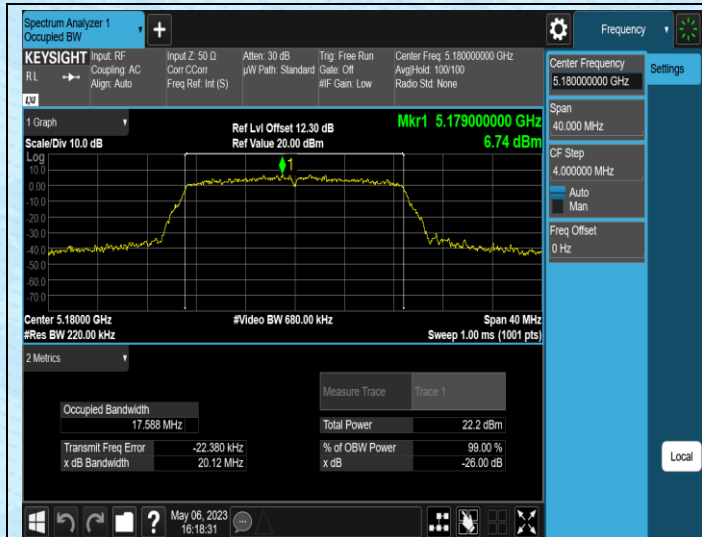 Spectrum Analyzer 1
Occupied BW
Frequency
KEYSIGHT
R L
LXI
Input: RF
Coupling: AC
Align: Auto
Input Z: 50 Ω
Corr CCorr
Freq Ref: Int (S)
Atten: 30 dB
µW Path: Standard
Trig: Free Run
Gate: Off
#IF Gain: Low
Center Freq: 5.180000000 GHz
Avg|Hold: 100/100
Radio Std: None
Center Frequency
5.180000000 GHz
Settings
Span
40.000 MHz
CF Step
4.000000 MHz
Auto
Man
Freq Offset
0 Hz
Local
1 Graph
Scale/Div 10.0 dB
Ref Lvl Offset 12.30 dB
Ref Value 20.00 dBm
Mkr1 5.179000000 GHz
6.74 dBm
Log
10.0
0.00
-10.0
-20.0
-30.0
-40.0
-50.0
-60.0
-70.0
1
Center 5.18000 GHz
#Res BW 220.00 kHz
#Video BW 680.00 kHz
Span 40 MHz
Sweep 1.00 ms (1001 pts)
2 Metrics
Measure Trace
Trace 1
Occupied Bandwidth
17.588 MHz
Total Power
22.2 dBm
Transmit Freq Error
-22.380 kHz
% of OBW Power
99.00 %
x dB Bandwidth
20.12 MHz
x dB
-26.00 dB
?
May 06, 2023
16:18:31